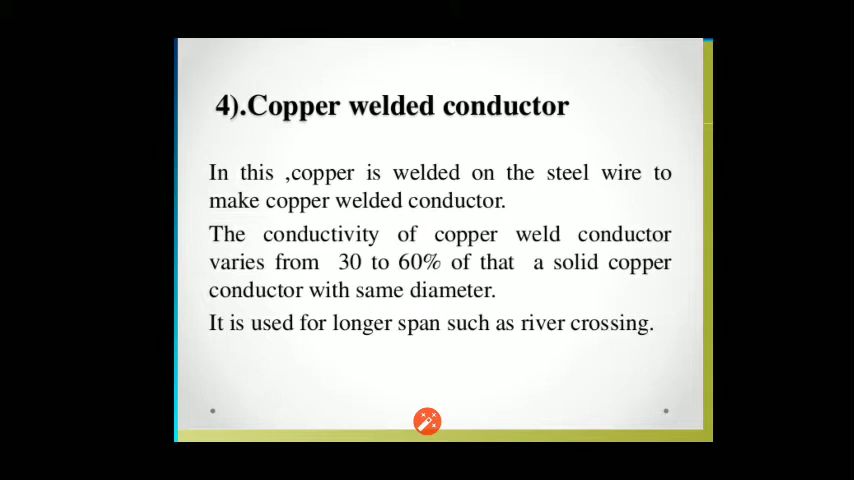 4).Copper welded conductor
In this ,copper is welded on the steel wire to
make copper welded conductor.
The conductivity of copper weld conductor
varies from 30 to 60% of that a solid copper
conductor with same diameter.
It is used for longer span such as river crossing.